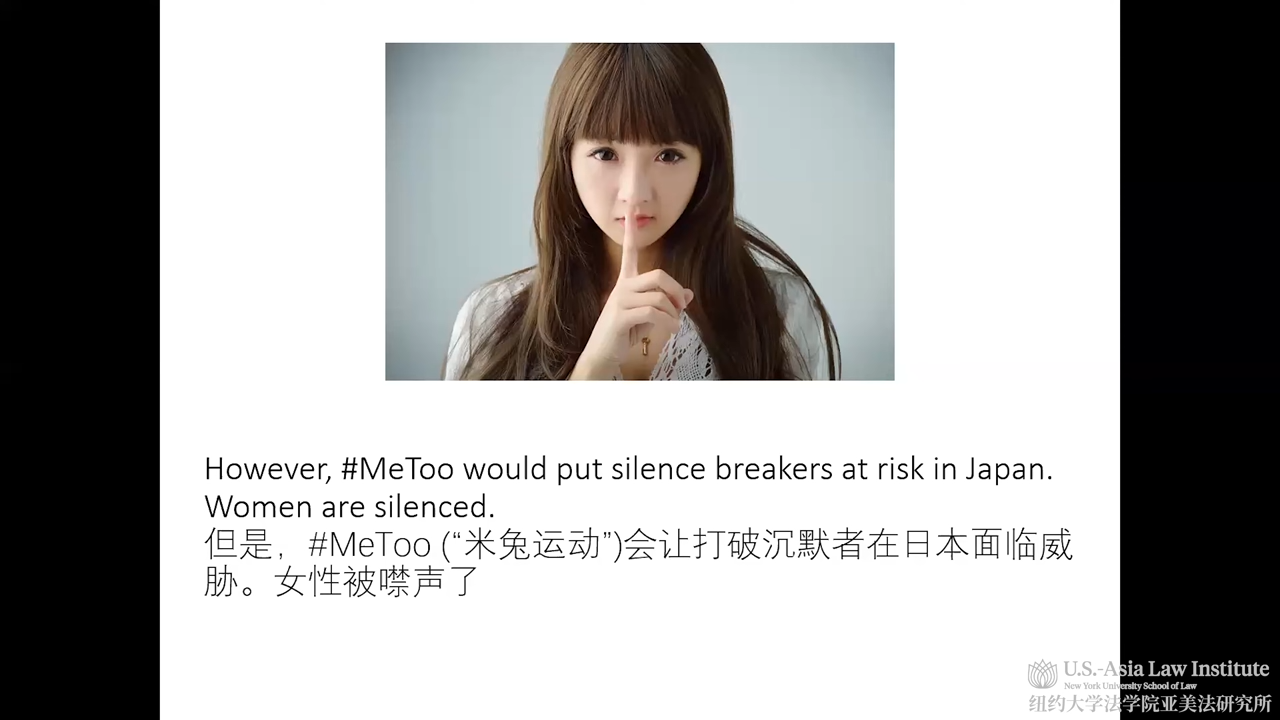 However, #MeToo would put silence breakers at risk in Japan.
Women are silenced.
但是，#MeToo (“米兔运动”)会让打破沉默者在日本面临威
胁。女性被噤声了
U.S.-Asia Law Institute
New York University School of Law
纽约大学法学院亚美法研究所